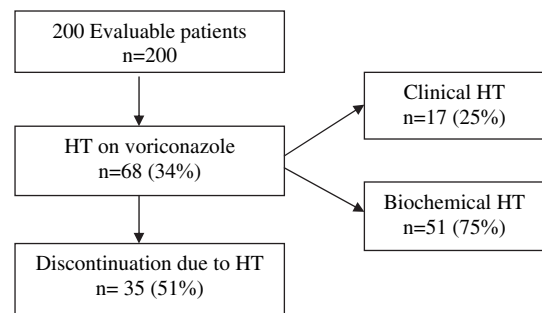 200 Evaluable patients
n=200
HT on voriconazole
n=68 (34%)
Clinical HT
n=17 (25%)
Biochemical HT
n=51 (75%)
Discontinuation due to HT
n= 35 (51%)